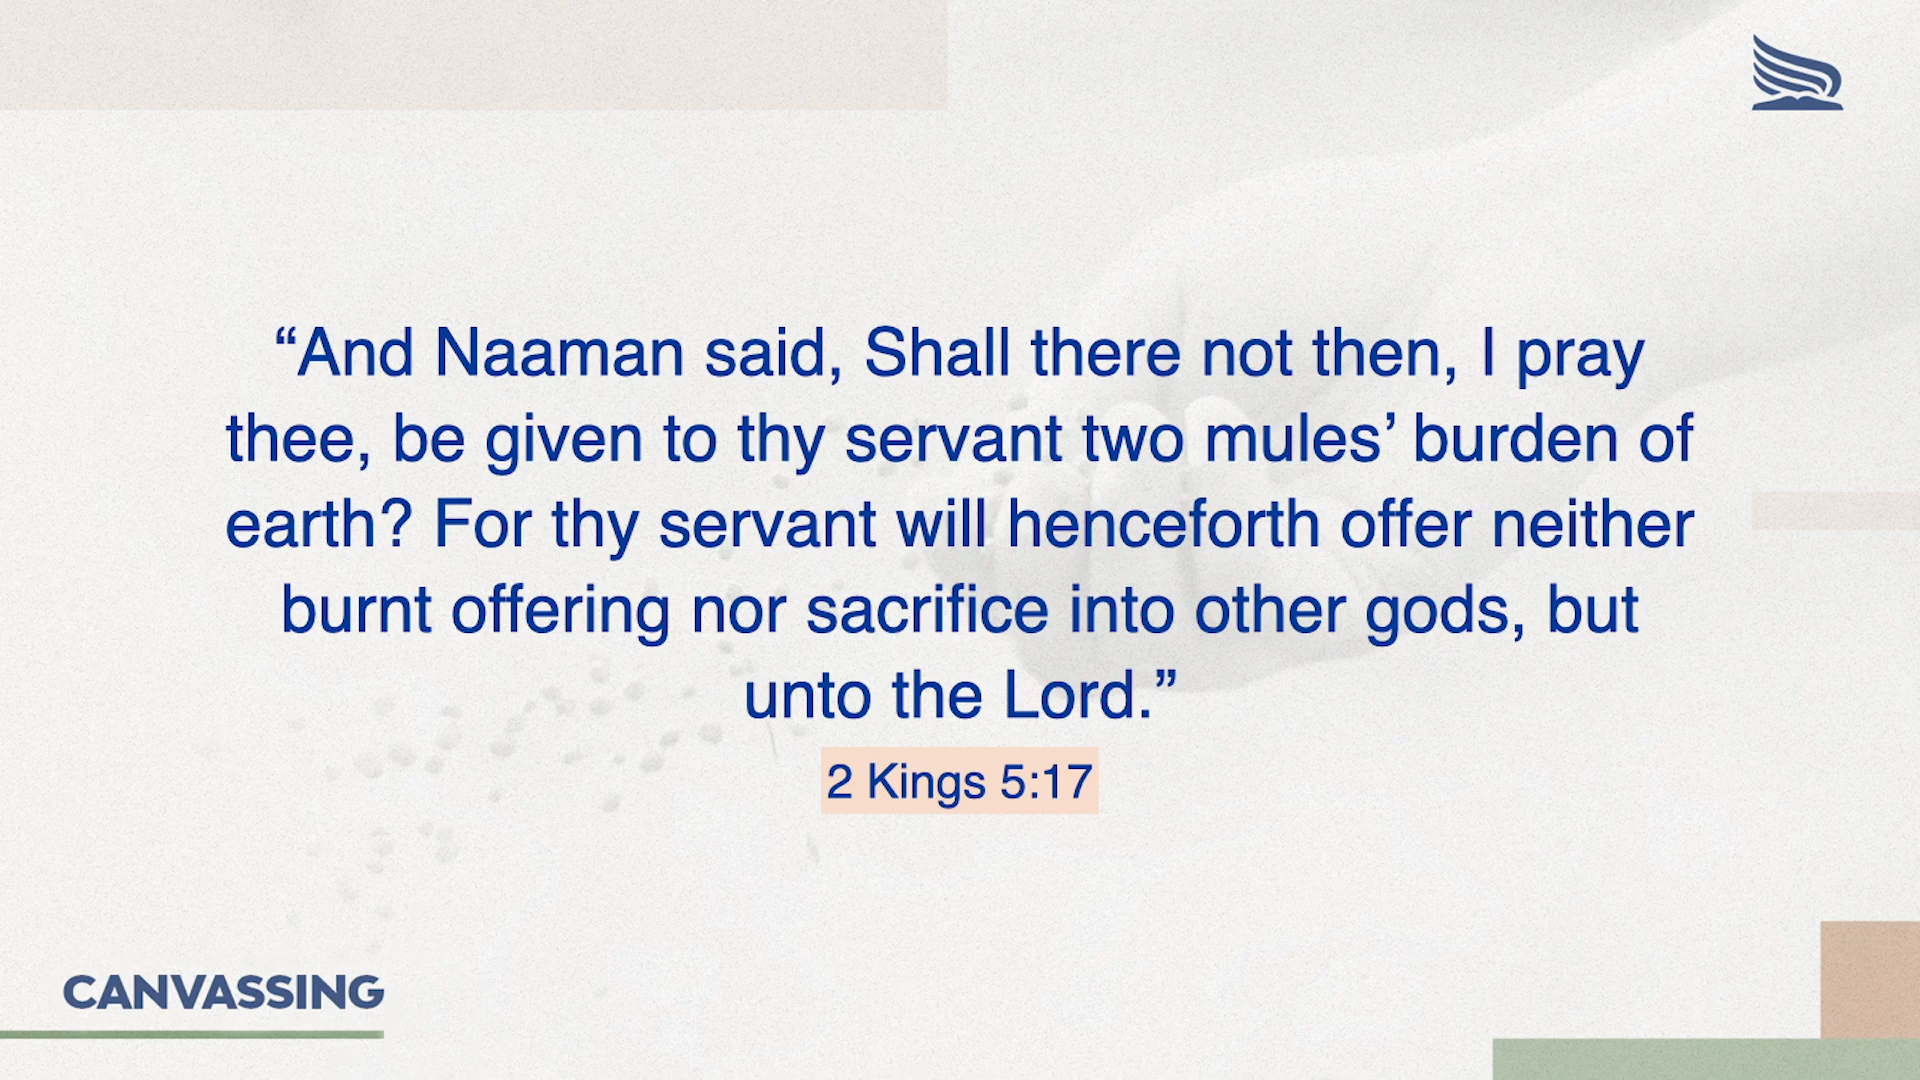 “And Naaman said, Shall there not then, I pray
thee, be given to thy servant two mules’ burden of
earth? For thy servant will henceforth offer neither
burnt offering nor sacrifice into other gods, but
unto the Lord.”
2 Kings 5:17
CANVASSING